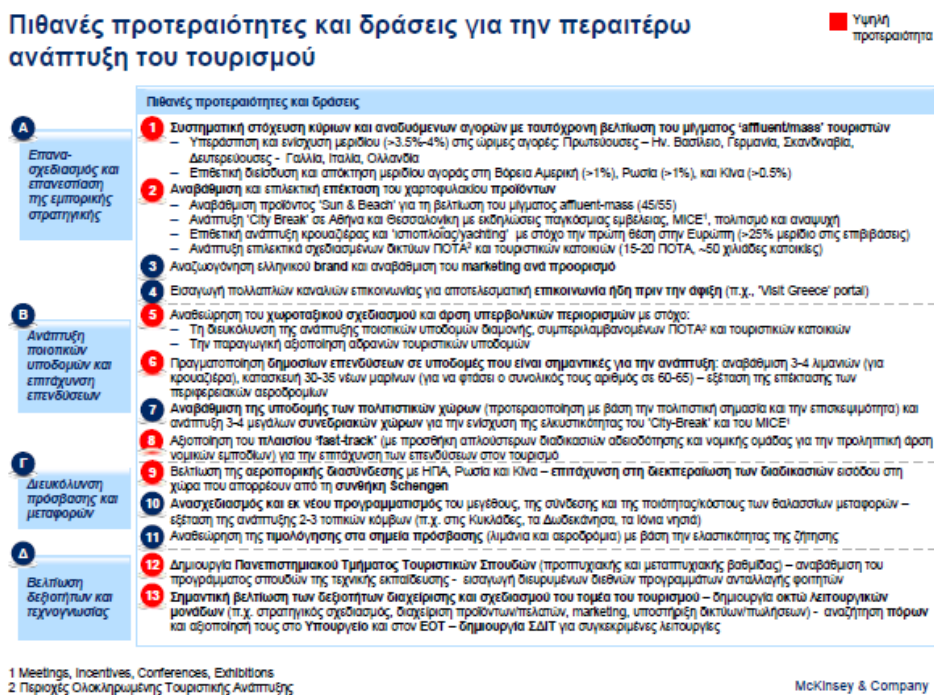 Πιθανές προτεραιότητες και δράσεις για την περαιτέρω
ανάπτυξη του τουρισμού
Υψηλή
προτεραιότητα
Πιθανές προτεραιότητες και δράσεις
Α
Επανα-
σχεδιασμός και
επανεστίαση
της εμπορικής
στρατηγικής
1 Συστηματική στόχευση κύριων και αναδυόμενων αγορών με ταυτόχρονη βελτίωση του μίγματος 'affluent/mass' τουριστών
– Υπεράσπιση και ενίσχυση μεριδίου (>3.5%-4%) στις ώριμες αγορές: Πρωτεύουσες – Ην. Βασίλειο, Γερμανία, Σκανδιναβία,
Δευτερεύουσες - Γαλλία, Ιταλία, Ολλανδία
– Επιθετική διείσδυση και απόκτηση μεριδίου αγοράς στη Βόρεια Αμερική (>1%), Ρωσία (>1%), και Κίνα (>0.5%)
2 Αναβάθμιση και επιλεκτική επέκταση του χαρτοφυλακίου προϊόντων
– Αναβάθμιση προϊόντος 'Sun & Beach' για τη βελτίωση του μίγματος affluent-mass (45/55)
– Ανάπτυξη 'City Break' σε Αθήνα και Θεσσαλονίκη με εκδηλώσεις παγκόσμιας εμβέλειας, MICE¹, πολιτισμό και αναψυχή
– Επιθετική ανάπτυξη κρουαζιέρας και 'ιστιοπλοΐας/yachting' με στόχο την πρώτη θέση στην Ευρώπη (>25% μερίδιο στις επιβιβάσεις)
– Ανάπτυξη επιλεκτικά σχεδιασμένων δικτύων ΠΟΤΑ² και τουριστικών κατοικιών (15-20 ΠΟΤΑ, ~50 χιλιάδες κατοικίες)
3 Αναζωογόνηση ελληνικού brand και αναβάθμιση του marketing ανά προορισμό
4 Εισαγωγή πολλαπλών καναλιών επικοινωνίας για αποτελεσματική επικοινωνία ήδη πριν την άφιξη (π.χ., 'Visit Greece' portal)
Β
Ανάπτυξη
ποιοτικών
υποδομών και
επιτάχυνση
επενδύσεων
5 Αναθεώρηση του χωροταξικού σχεδιασμού και άρση υπερβολικών περιορισμών με στόχο:
– Τη διευκόλυνση της ανάπτυξης ποιοτικών υποδομών διαμονής, συμπεριλαμβανομένων ΠΟΤΑ² και τουριστικών κατοικιών
– Την παραγωγική αξιοποίηση αδρανών τουριστικών υποδομών
6 Πραγματοποίηση δημοσίων επενδύσεων σε υποδομές που είναι σημαντικές για την ανάπτυξη: αναβάθμιση 3-4 λιμανιών (για
κρουαζιέρα), κατασκευή 30-35 νέων μαρίνων (για να φτάσει ο συνολικός τους αριθμός σε 60-65) – εξέταση της επέκτασης των
περιφερειακών αεροδρομίων
7 Αναβάθμιση της υποδομής των πολιτιστικών χώρων (προτεραιοποίηση με βάση την πολιτιστική σημασία και την επισκεψιμότητα) και
ανάπτυξη 3-4 μεγάλων συνεδριακών χώρων για την ενίσχυση της ελκυστικότητας του 'City-Break' και του MICE¹
8 Αξιοποίηση του πλαισίου 'fast-track' (με προσθήκη απλούστερων διαδικασιών αδειοδότησης και νομικής ομάδας για την προληπτική άρση
νομικών εμποδίων) για την επιτάχυνση των επενδύσεων στον τουρισμό
Γ
Διευκόλυνση
πρόσβασης και
μεταφορών
9 Βελτίωση της αεροπορικής διασύνδεσης με ΗΠΑ, Ρωσία και Κίνα – επιτάχυνση στη διεκπεραίωση των διαδικασιών εισόδου στη
χώρα που απορρέουν από τη συνθήκη Schengen
10 Ανασχεδιασμός και εκ νέου προγραμματισμός του μεγέθους, της σύνδεσης και της ποιότητας/κόστους των θαλασσίων μεταφορών –
εξέταση της ανάπτυξης 2-3 τοπικών κόμβων (π.χ. στις Κυκλάδες, τα Δωδεκάνησα, τα Ιόνια νησιά)
11 Αναθεώρηση της τιμολόγησης στα σημεία πρόσβασης (λιμάνια και αεροδρόμια) με βάση την ελαστικότητα της ζήτησης
Δ
Βελτίωση
δεξιοτήτων και
τεχνογνωσίας
12 Δημιουργία Πανεπιστημιακού Τμήματος Τουριστικών Σπουδών (προπτυχιακής και μεταπτυχιακής βαθμίδας) – αναβάθμιση του
προγράμματος σπουδών της τεχνικής εκπαίδευσης - εισαγωγή διευρυμένων διεθνών προγραμμάτων ανταλλαγής φοιτητών
13 Σημαντική βελτίωση των δεξιοτήτων διαχείρισης και σχεδιασμού του τομέα του τουρισμού – δημιουργία οκτώ λειτουργικών
μονάδων (π.χ. στρατηγικός σχεδιασμός, διαχείριση προϊόντων/πελατών, marketing, υποστήριξη δικτύων/πωλήσεων) - αναζήτηση πόρων
και αξιοποίησή τους στο Υπουργείο και στον ΕΟΤ – δημιουργία ΣΔΙΤ για συγκεκριμένες λειτουργίες
1 Meetings, Incentives, Conferences, Exhibitions
2 Περιοχές Ολοκληρωμένης Τουριστικής Ανάπτυξης
McKinsey & Company